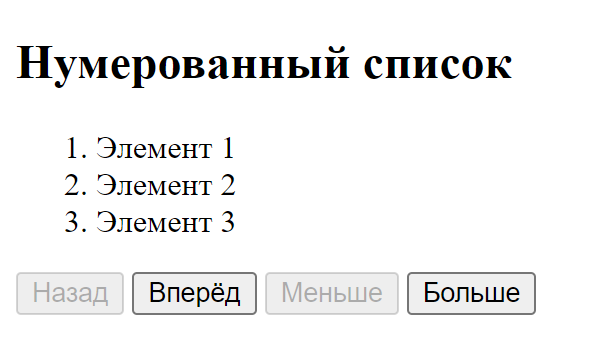 Нумерованный список
1. Элемент 1
2. Элемент 2
3. Элемент 3
Назад Вперёд Меньше Больше